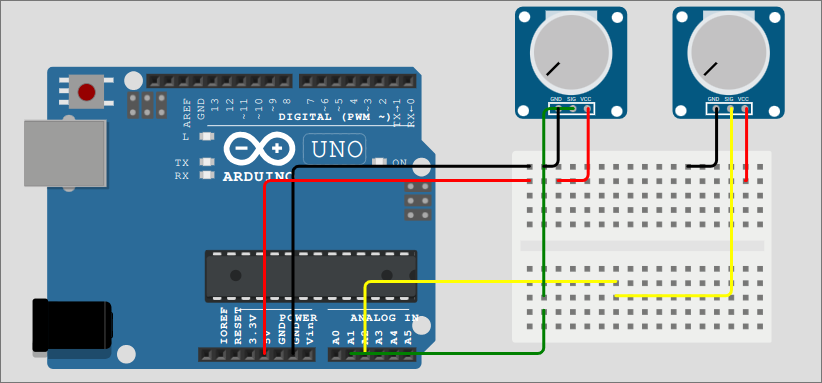 GND SIG VCC
GND SIG VCC
AREF
GND
13
12
~11
~10
~9
8
7
~6
~5
~4
~3
2
TX→1
RX←0
DIGITAL (PWM ~)
L
TX
RX
ARDUINO
UNO
ON
POWER
ANALOG IN
IOREF
RESET
3.3V
5V
GND
GND
Vin
A0
A1
A2
A3
A4
A5